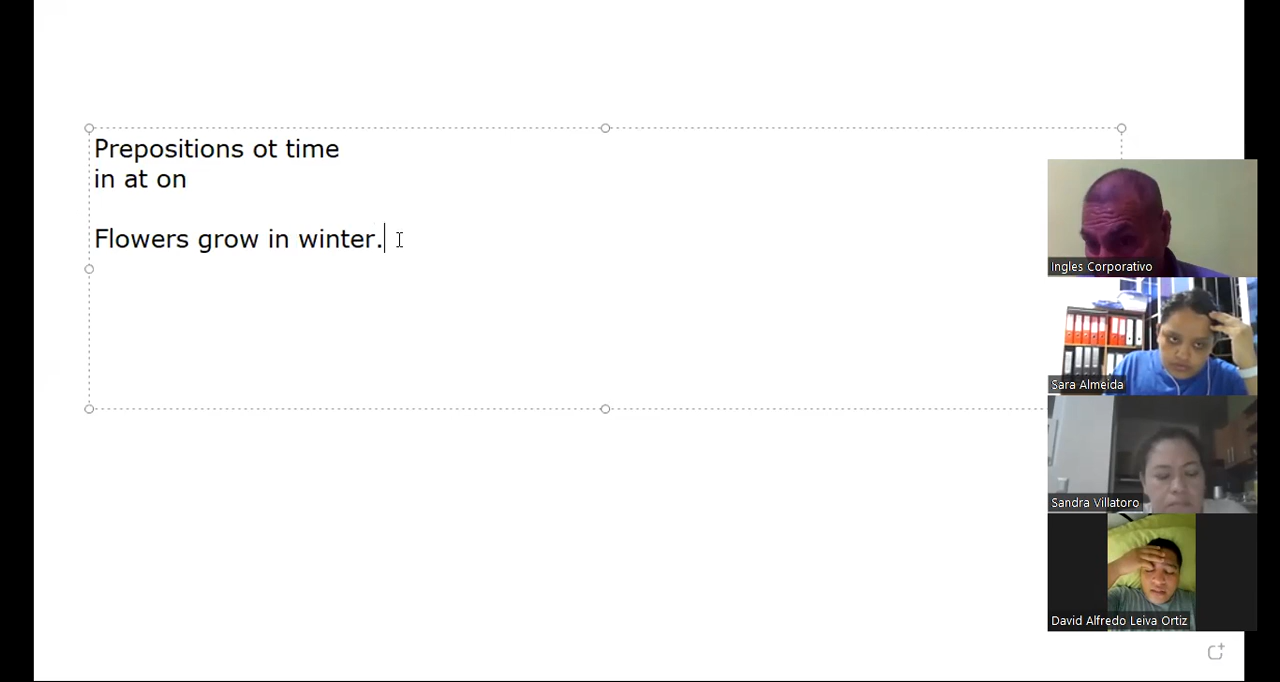 Prepositions ot time
in at on
Flowers grow in winter.
Ingles Corporativo
Sara Almeida
Sandra Villatoro
David Alfredo Leiva Ortiz